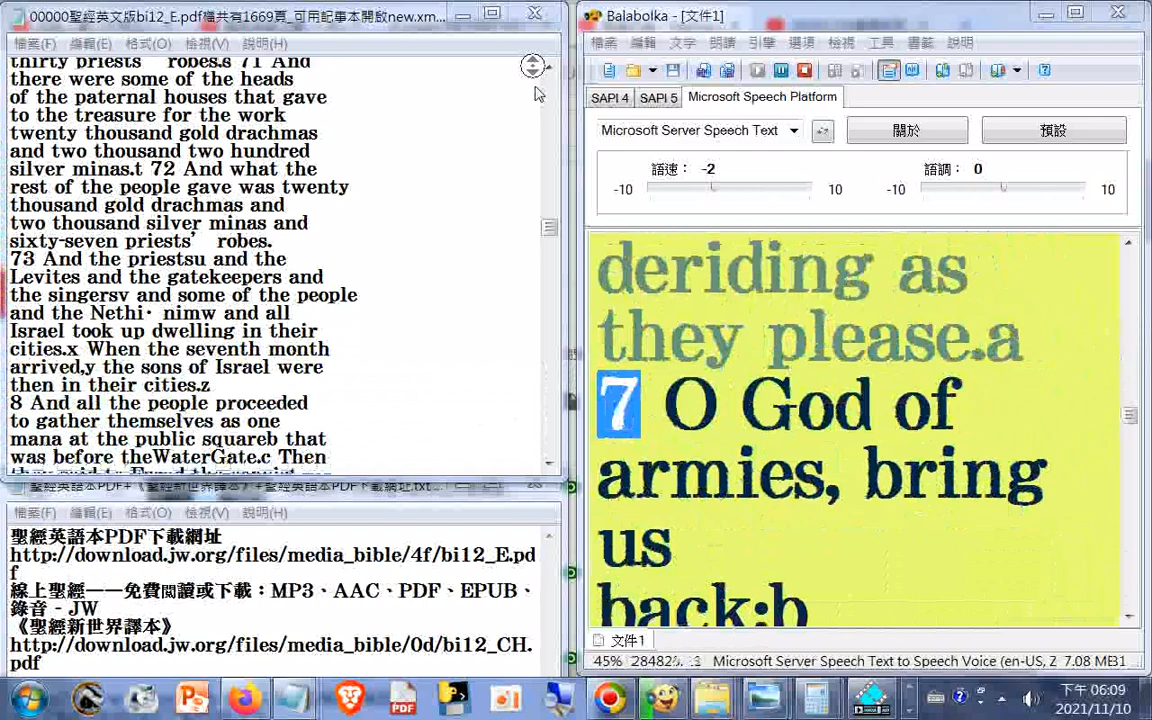 00000聖經英文版bi12_E.pdf檔共有1669頁_可用記事本開啟new.xm...
檔案(F) 編輯(E) 格式(O) 檢視(V) 說明(H)
thirty priests’ robes.s 71 And
there were some of the heads
of the paternal houses that gave
to the treasure for the work
twenty thousand gold drachmas
and two thousand two hundred
silver minas.t 72 And what the
rest of the people gave was twenty
thousand gold drachmas and
two thousand silver minas and
sixty-seven priests’ robes.
73 And the priestsu and the
Levites and the gatekeepers and
the singersv and some of the people
and the Nethi· nimw and all
Israel took up dwelling in their
cities.x When the seventh month
arrived,y the sons of Israel were
then in their cities.z
8 And all the people proceeded
to gather themselves as one
mana at the public squareb that
was before theWaterGate.c Then
聖經英語本PDF+《聖經新世界譯本》+聖經英語本PDF下載網址.txt...
檔案(F) 編輯(E) 格式(O) 檢視(V) 說明(H)
聖經英語本PDF下載網址
http://download.jw.org/files/media_bible/4f/bi12_E.pd
f
線上聖經——免費閱讀或下載：MP3、AAC、PDF、EPUB、
錄音 - JW
《聖經新世界譯本》
http://download.jw.org/files/media_bible/0d/bi12_CH.
pdf
Balabolka - [文件1]
檔案 編輯 文字 朗讀 引擎 選項 檢視 工具 書籤 說明
SAPI 4 SAPI 5 Microsoft Speech Platform
Microsoft Server Speech Text 關於 預設
語速： -2 語調： 0
-10 10 -10 10
deriding as
they please.a
7 O God of
armies, bring
us
back;b
文件1
45% Microsoft Server Speech Text to Speech Voice (en-US, Z 7.08 MB
PDF
下午 06:09
2021/11/10